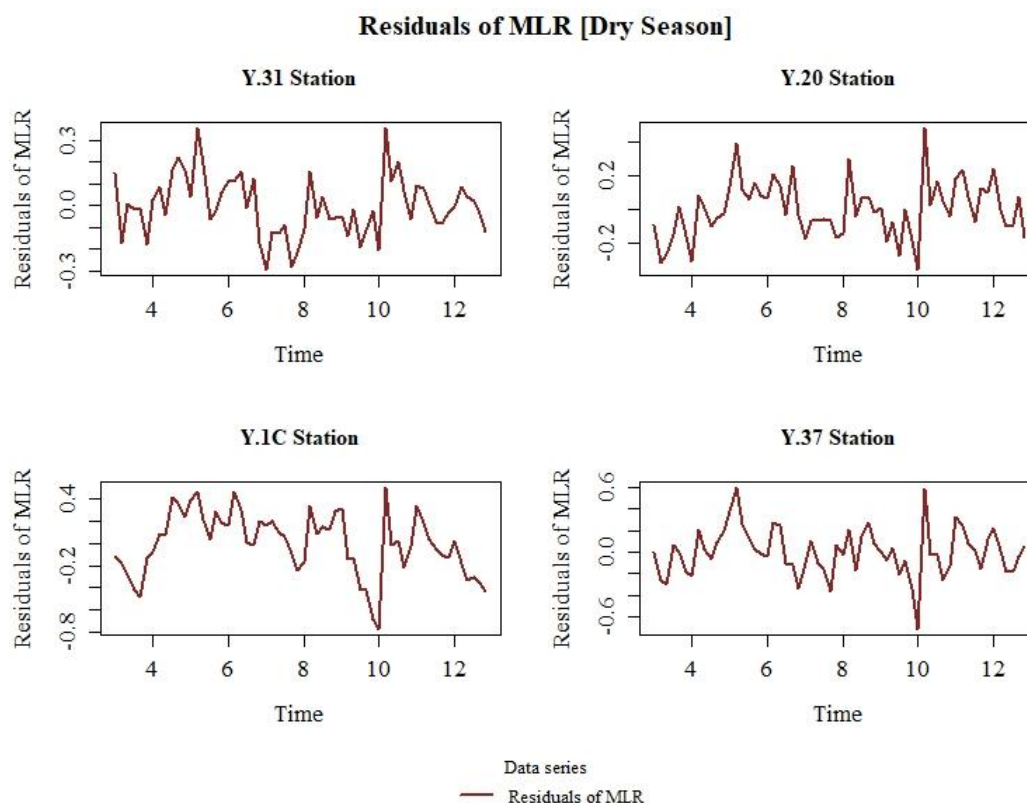 Residuals of MLR [Dry Season]
Y.31 Station
Y.20 Station
Residuals of MLR
0.3
0.0
-0.3
4 6 8 10 12
Time
Residuals of MLR
0.2
-0.2
4 6 8 10 12
Time
Y.1C Station
Y.37 Station
Residuals of MLR
0.4
-0.2
-0.8
4 6 8 10 12
Time
Residuals of MLR
0.6
0.0
-0.6
4 6 8 10 12
Time
Data series
Residuals of MLR